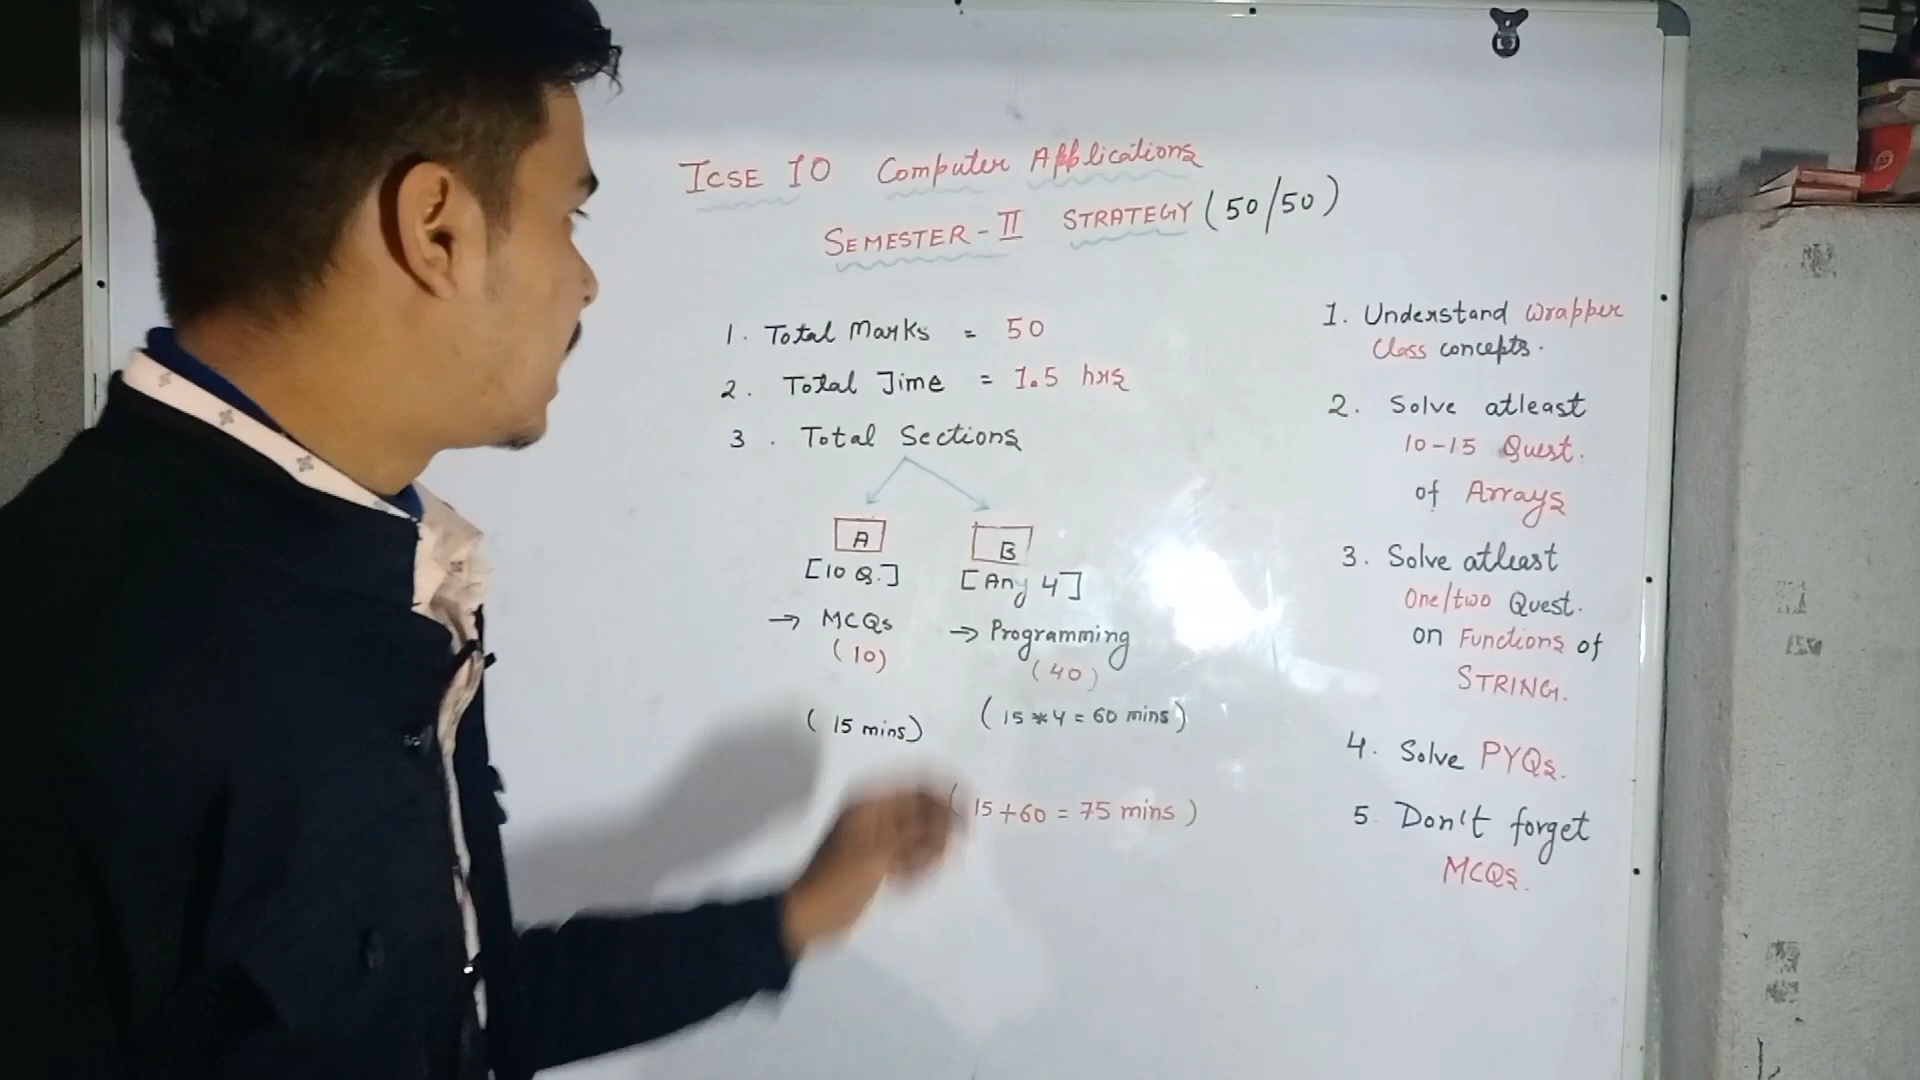 ICSE 10 Computer Applications
SEMESTER-II STRATEGY (50/50)
1. Total Marks = 50
2. Total Time = 1.5 hrs
3. Total Sections
A
B
[10 Q.]
[Any 4]
→ MCQs
→ Programming
(10)
(40)
(15 mins)
(15*4 = 60 mins)
(15+60 = 75 mins)
1. Understand Wrapper
Class concepts.
2. Solve atleast
10-15 Quest.
of Arrays
3. Solve atleast
One/two Quest.
on Functions of
STRING.
4. Solve PYQs.
5. Don't forget
MCQs.